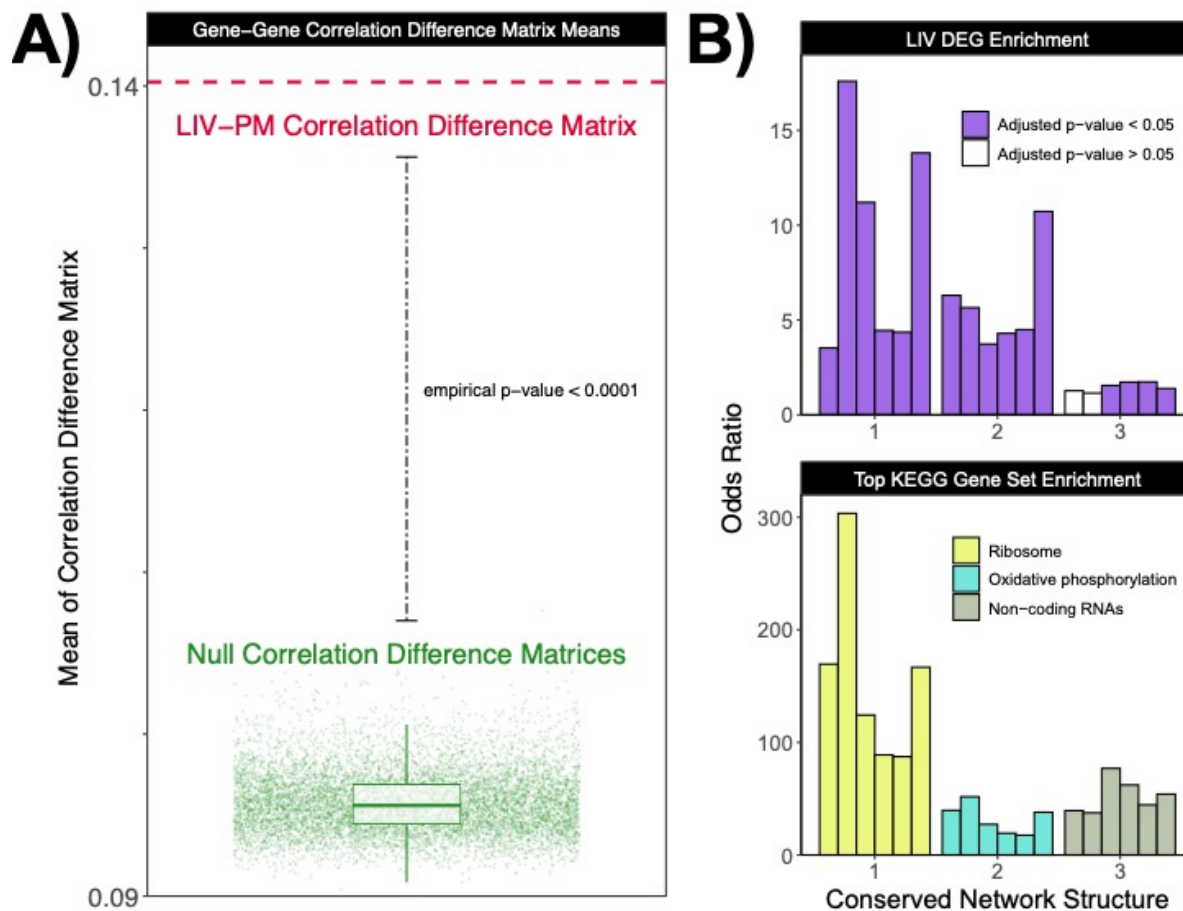 A)
Gene−Gene Correlation Difference Matrix Means
Mean of Correlation Difference Matrix
0.14
LIV−PM Correlation Difference Matrix
empirical p−value < 0.0001
Null Correlation Difference Matrices
0.09
B)
LIV DEG Enrichment
Adjusted p−value < 0.05
Adjusted p−value > 0.05
15
10
5
0
1 2 3
Odds Ratio
Top KEGG Gene Set Enrichment
Ribosome
Oxidative phosphorylation
Non−coding RNAs
300
200
100
0
1 2 3
Conserved Network Structure